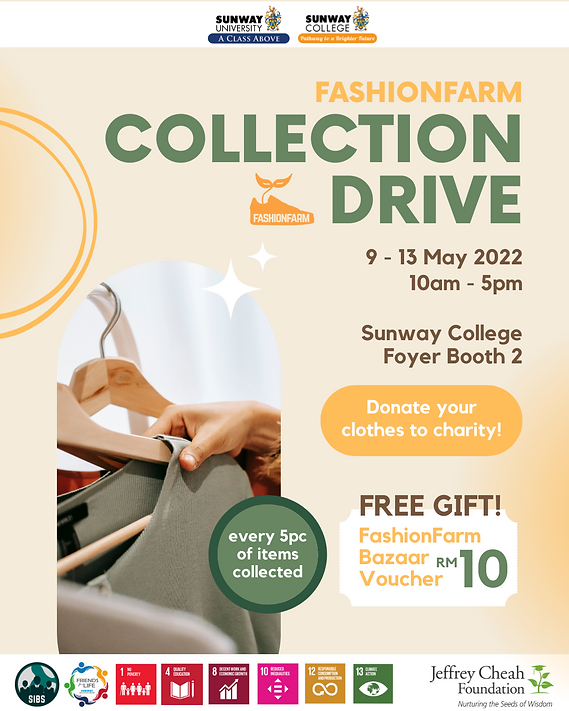 SUNWAY
UNIVERSITY
A CLASS ABOVE
SUNWAY
COLLEGE
Pathway to a Brighter Future
FASHIONFARM
COLLECTION
DRIVE
FASHIONFARM
9 - 13 May 2022
10am - 5pm
Sunway College
Foyer Booth 2
Donate your
clothes to charity!
FREE GIFT!
FashionFarm
Bazaar
Voucher
RM10
every 5pc
of items
collected
SIBS
FRIENDS
for LIFE
1 NO
POVERTY
4 QUALITY
EDUCATION
8 DECENT WORK AND
ECONOMIC GROWTH
10 REDUCED
INEQUALITIES
12 RESPONSIBLE
CONSUMPTION
AND PRODUCTION
13 CLIMATE
ACTION
Jeffrey Cheah
Foundation
Nurturing the Seeds of Wisdom